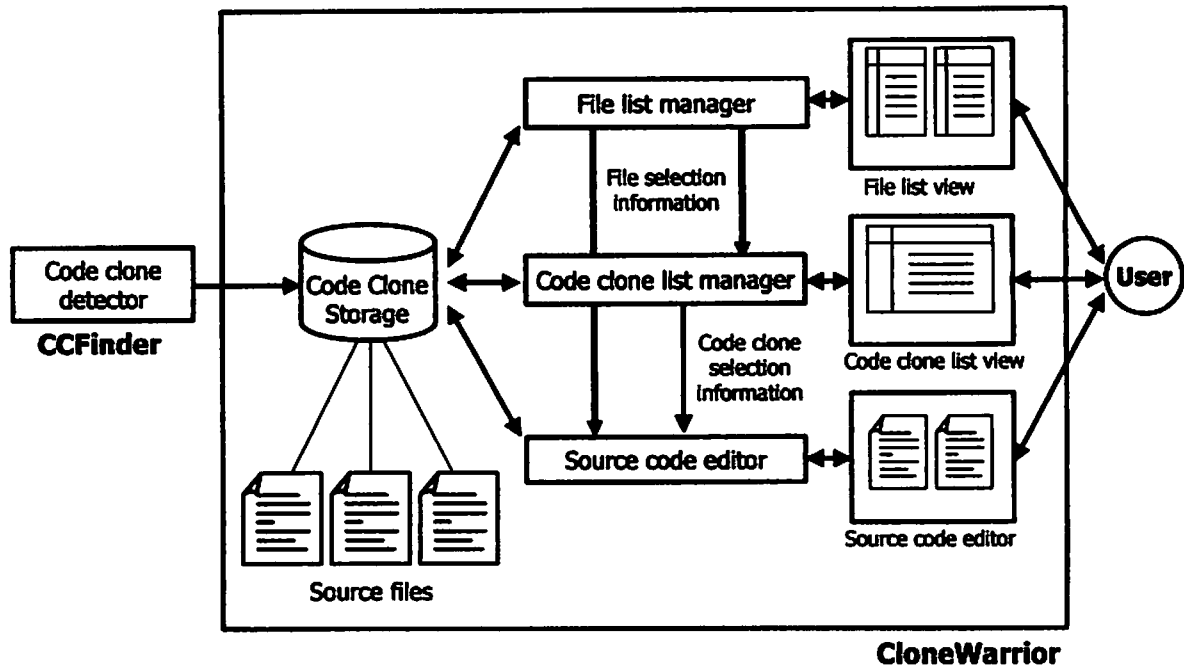 File list manager
File list view
File selection
information
Code clone
detector
CCFinder
Code Clone
Storage
Code clone list manager
Code clone list view
User
Code clone
selection
information
Source code editor
Source code editor
Source files
CloneWarrior